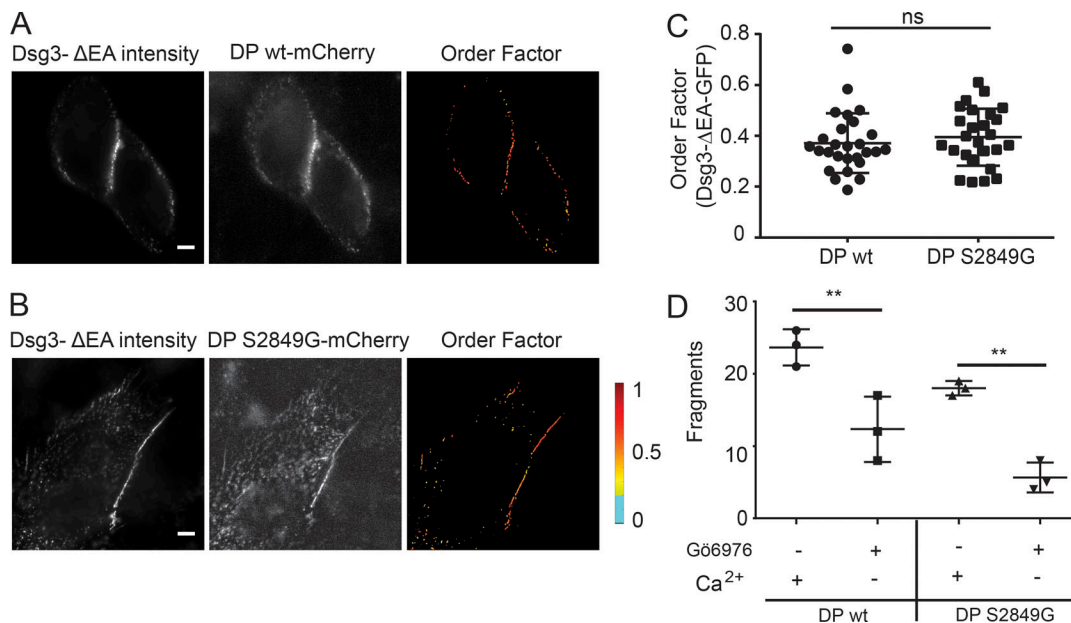 A
Dsg3- ΔEA intensity
DP wt-mCherry
Order Factor
B
Dsg3- ΔEA intensity
DP S2849G-mCherry
Order Factor
1
0.5
0
C
ns
0.8
0.6
0.4
0.2
0
Order Factor
(Dsg3-ΔEA-GFP)
DP wt
DP S2849G
D
**
**
30
20
10
0
Fragments
Gö6976 - + - +
Ca2+ + - + -
DP wt
DP S2849G